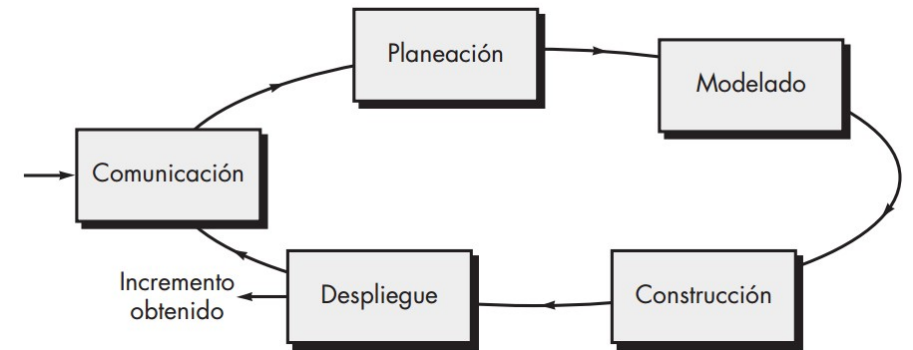 Planeación
Modelado
Comunicación
Incremento
obtenido
Despliegue
Construcción